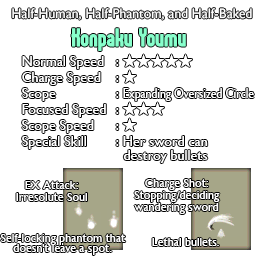 Half-Human, Half-Phantom, and Half-Baked
Konpaku Youmu
Normal Speed : ☆☆☆☆☆
Charge Speed : ☆
Scope : Expanding Oversized Circle
Focused Speed : ☆☆☆
Scope Speed : ☆
Special Skill : Her sword can
destroy bullets
EX Attack:
Irresolute Soul
Self-locking phantom that
doesn't leave a spot.
Charge Shot:
Stopping/deciding
wandering sword
Lethal bullets.